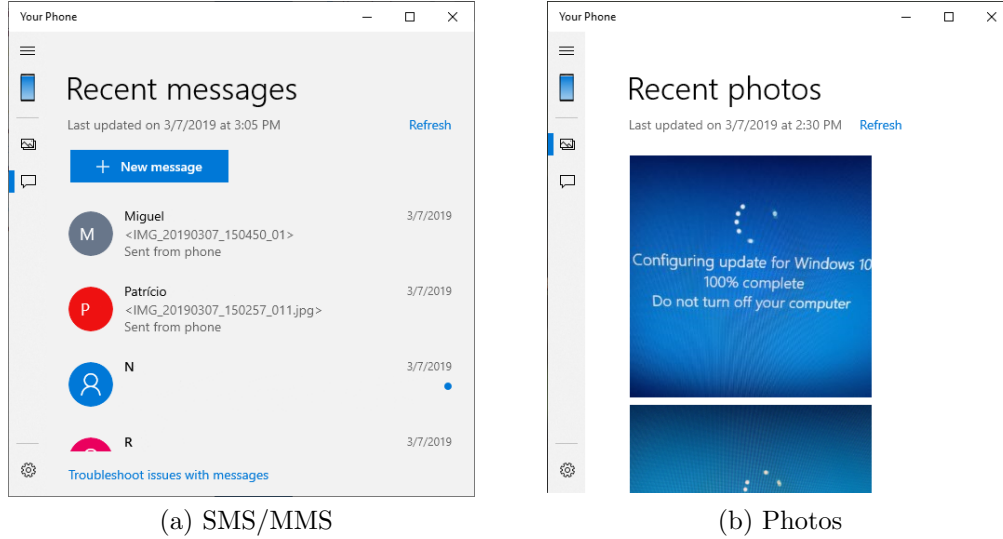 Your Phone
Recent messages
Last updated on 3/7/2019 at 3:05 PM
Refresh
+ New message
M
Miguel
3/7/2019
<IMG_20190307_150450_01>
Sent from phone
P
Patrício
3/7/2019
<IMG_20190307_150257_011.jpg>
Sent from phone
N
3/7/2019
R
3/7/2019
Troubleshoot issues with messages
(a) SMS/MMS
Your Phone
Recent photos
Last updated on 3/7/2019 at 2:30 PM
Refresh
Configuring update for Windows 10
100% complete
Do not turn off your computer
(b) Photos